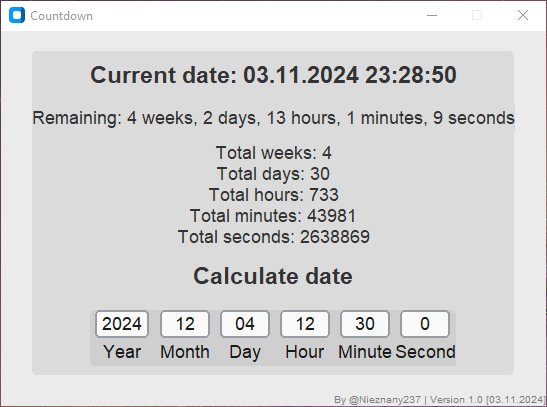 Countdown
Current date: 03.11.2024 23:28:50
Remaining: 4 weeks, 2 days, 13 hours, 1 minutes, 9 seconds
Total weeks: 4
Total days: 30
Total hours: 733
Total minutes: 43981
Total seconds: 2638869
Calculate date
2024 12 04 12 30 0
Year Month Day Hour Minute Second
By @Nieznany237 | Version 1.0 [03.11.2024]